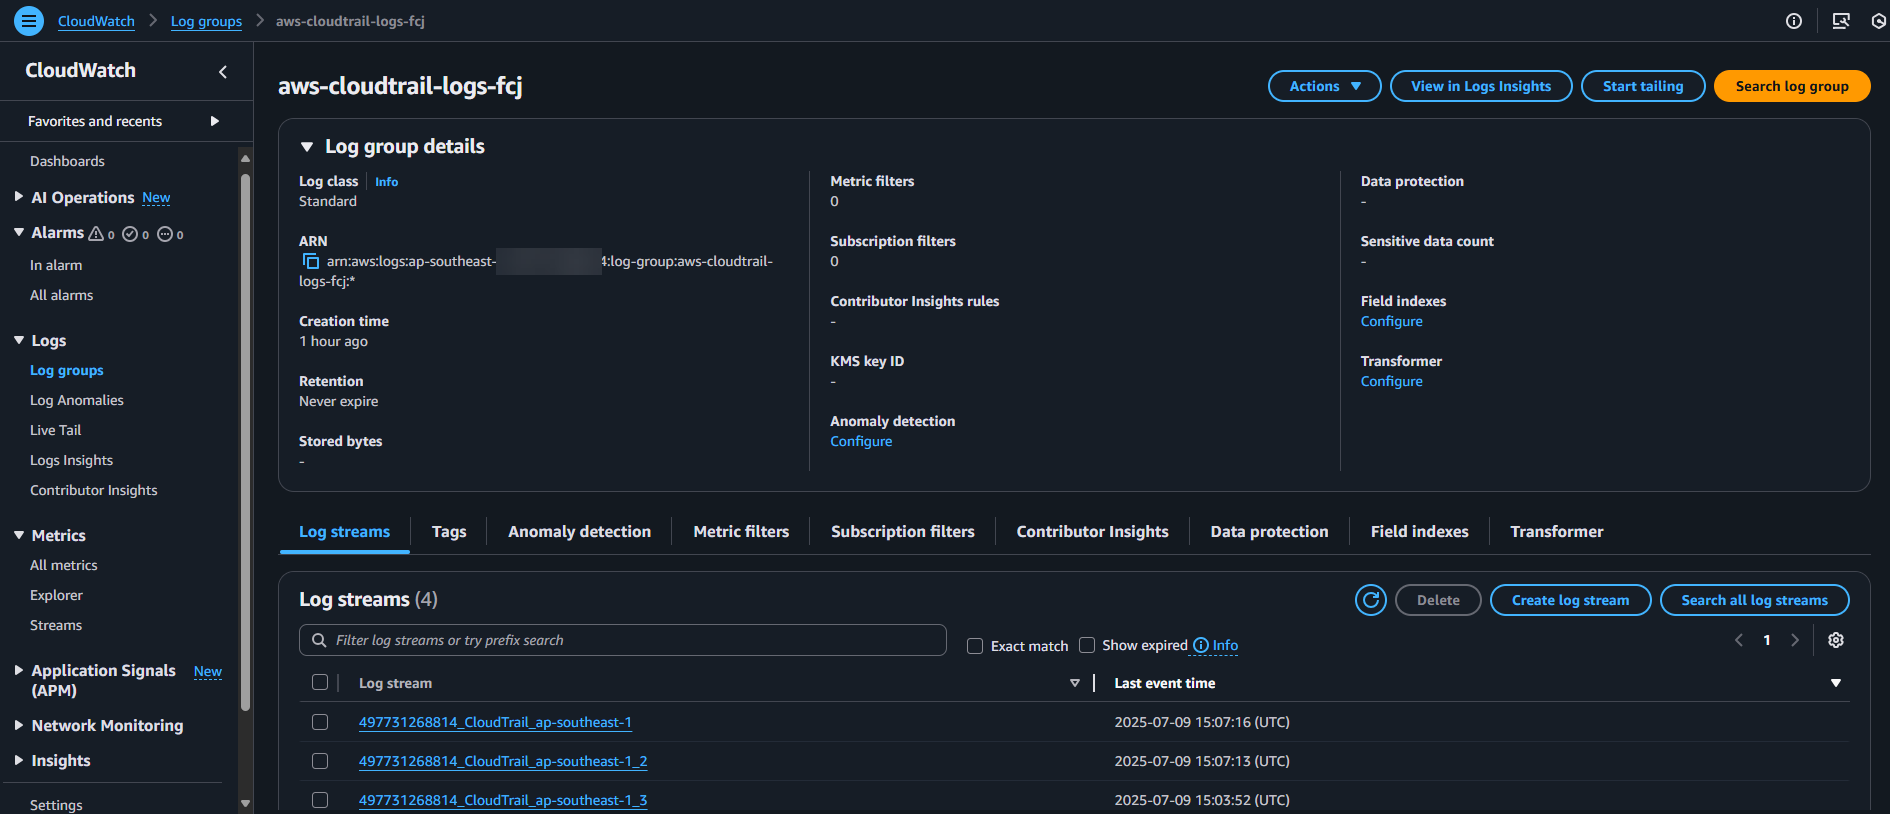 CloudWatch > Log groups > aws-cloudtrail-logs-fcj
CloudWatch
Favorites and recents
Dashboards
AI Operations New
Alarms 0 0 0
In alarm
All alarms
Logs
Log groups
Log Anomalies
Live Tail
Logs Insights
Contributor Insights
Metrics
All metrics
Explorer
Streams
Application Signals New
(APM)
Network Monitoring
Insights
Settings
aws-cloudtrail-logs-fcj
Actions
View in Logs Insights
Start tailing
Search log group
Log group details
Log class Info
Standard
ARN
arn:aws:logs:ap-southeast- 4:log-group:aws-cloudtrail-
logs-fcj:*
Creation time
1 hour ago
Retention
Never expire
Stored bytes
-
Metric filters
0
Subscription filters
0
Contributor Insights rules
-
KMS key ID
-
Anomaly detection
Configure
Data protection
-
Sensitive data count
-
Field indexes
Configure
Transformer
Configure
Log streams Tags Anomaly detection Metric filters Subscription filters Contributor Insights Data protection Field indexes Transformer
Log streams (4)
Delete
Create log stream
Search all log streams
Filter log streams or try prefix search
Exact match
Show expired Info
1
Log stream Last event time
497731268814_CloudTrail_ap-southeast-1 2025-07-09 15:07:16 (UTC)
497731268814_CloudTrail_ap-southeast-1_2 2025-07-09 15:07:13 (UTC)
497731268814_CloudTrail_ap-southeast-1_3 2025-07-09 15:03:52 (UTC)